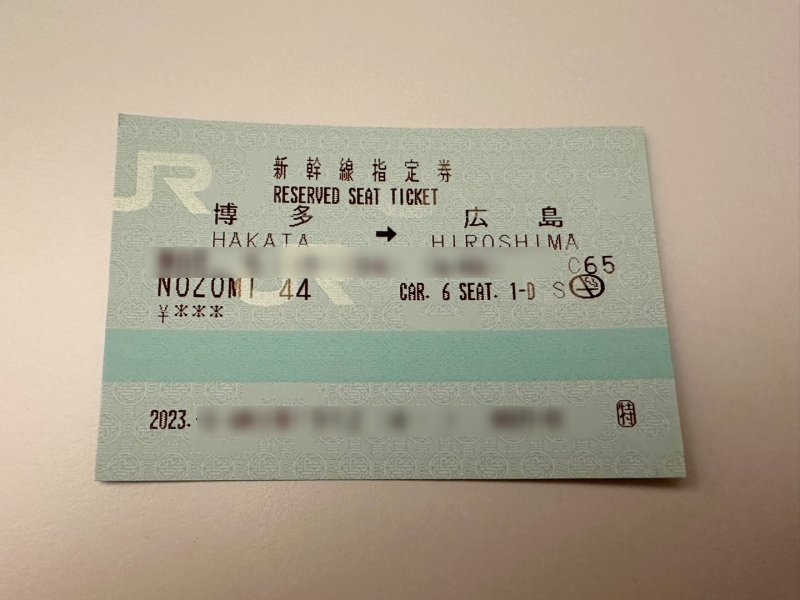 JR
新幹線指定券
RESERVED SEAT TICKET
博多 → 広島
HAKATA HIROSHIMA
C65
NOZOMI 44 CAR. 6 SEAT. 1-D S
¥***
2023.
特